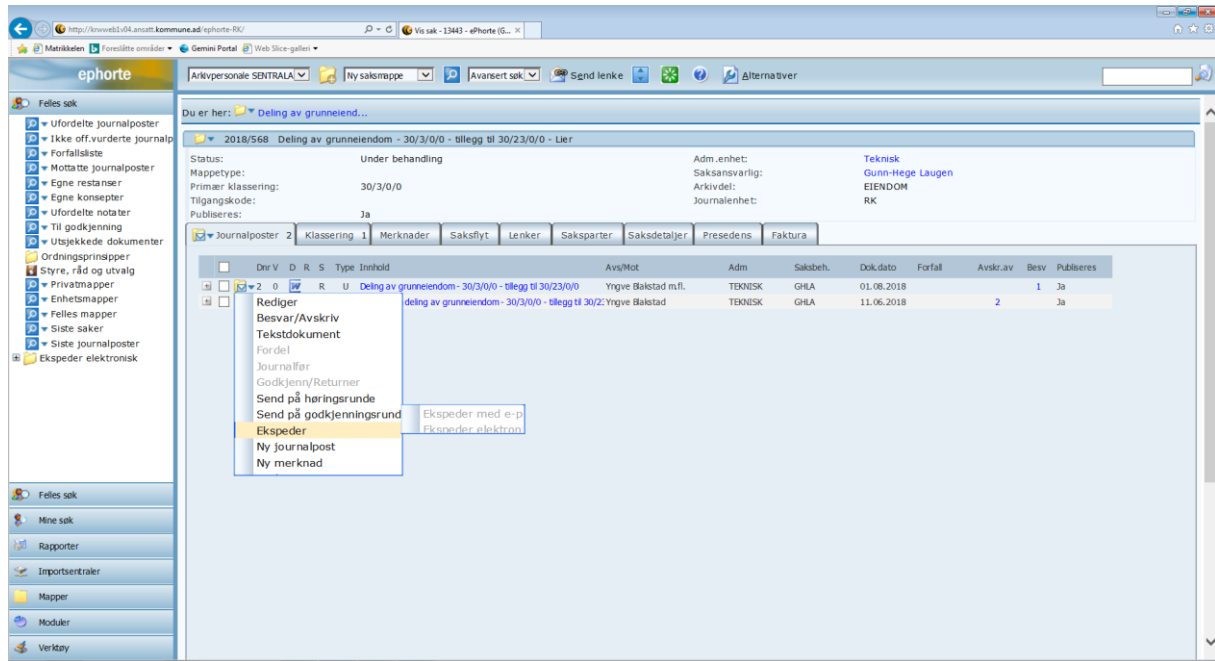 http://knwweb1v04.ansatt.kommune.ad/ephorte-RK/
Vis sak - 13443 - ePhorte (G...
Matrikkelen Foreslåtte områder Gemini Portal Web Slice-galleri
ephorte
Arkivpersonale SENTRALA Ny saksmappe Avansert søk Send lenke Alternativer
Felles søk
Ufordelte journalposter
Ikke off.vurderte journalp
Forfallsliste
Mottatte journalposter
Egne restanser
Egne konsepter
Ufordelte notater
Til godkjenning
Utsjekkede dokumenter
Ordningsprinsipper
Styre, råd og utvalg
Privatmapper
Enhetsmapper
Felles mapper
Siste saker
Siste journalposter
Ekspeder elektronisk
Felles søk
Mine søk
Rapporter
Importsentraler
Mapper
Moduler
Verktøy
Du er her: Deling av grunneiend...
2018/568 Deling av grunneiendom - 30/3/0/0 - tillegg til 30/23/0/0 - Lier
Status: Under behandling Adm.enhet: Teknisk
Mappetype: Saksansvarlig: Gunn-Hege Laugen
Primær klassering: 30/3/0/0 Arkivdel: EIENDOM
Tilgangskode: Journalenhet: RK
Publiseres: Ja
Journalposter 2 Klassering 1 Merknader Saksflyt Lenker Saksparter Saksdetaljer Presedens Faktura
Dnr V D R S Type Innhold Avs/Mot Adm Saksbeh. Dok.dato Forfall Avskr.av Besv Publiseres
2 0 W R U Deling av grunneiendom - 30/3/0/0 - tillegg til 30/23/0/0 Yngve Blakstad m.fl. TEKNISK GHLA 01.08.2018 1 Ja
deling av grunneiendom - 30/3/0/0 - tillegg til 30/2 Yngve Blakstad TEKNISK GHLA 11.06.2018 2 Ja
Rediger
Besvar/Avskriv
Tekstdokument
Fordel
Journalfør
Godkjenn/Returner
Send på høringsrunde
Send på godkjenningsrund
Ekspeder
Ny journalpost
Ny merknad
Ekspeder med e-p
Ekspeder elektron